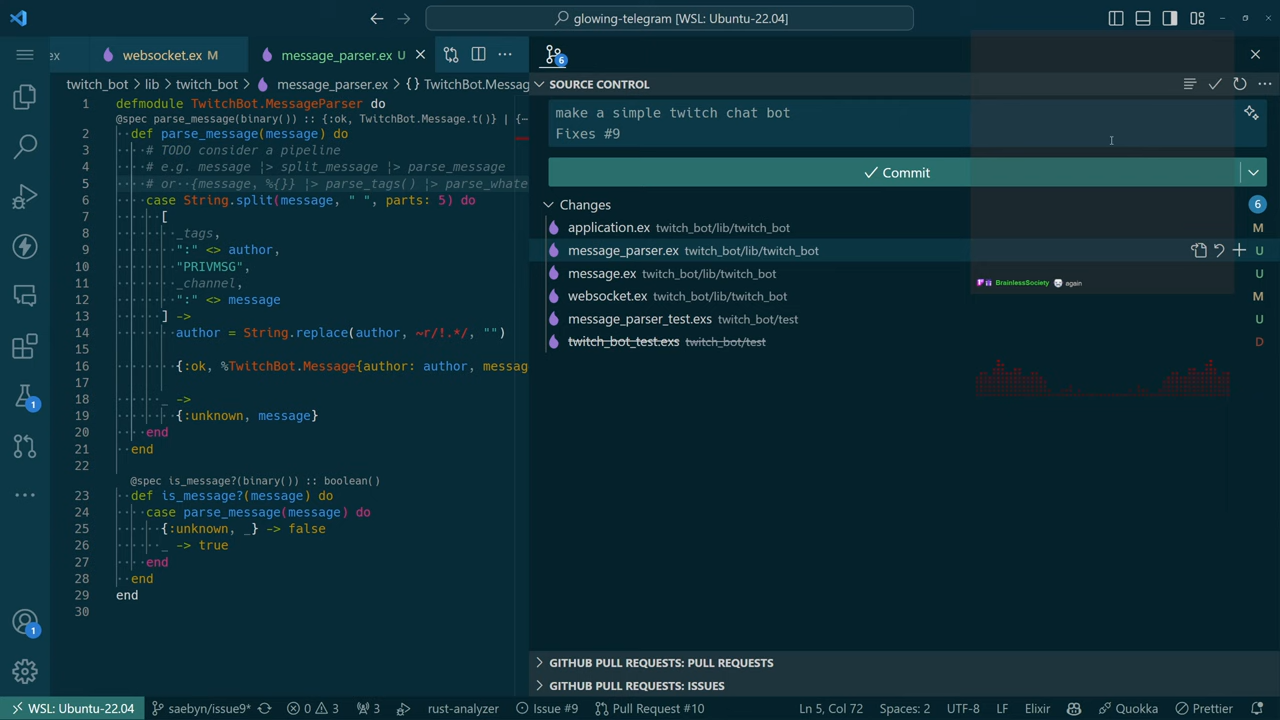 glowing-telegram [WSL: Ubuntu-22.04]
ex
websocket.ex M
message_parser.ex U
6
twitch_bot > lib > twitch_bot > message_parser.ex > {} TwitchBot.Messag
SOURCE CONTROL
make a simple twitch chat bot
Fixes #9
Commit
Changes 6
application.ex twitch_bot/lib/twitch_bot M
message_parser.ex twitch_bot/lib/twitch_bot U
message.ex twitch_bot/lib/twitch_bot U
websocket.ex twitch_bot/lib/twitch_bot M
message_parser_test.exs twitch_bot/test U
twitch_bot_test.exs twitch_bot/test D
BrainlessSociety again
1 defmodule TwitchBot.MessageParser do
@spec parse_message(binary()) :: {:ok, TwitchBot.Message.t()} | {…
2 def parse_message(message) do
3 # TODO consider a pipeline
4 # e.g. message ¦> split_message ¦> parse_message
5 # or {message, %{}} ¦> parse_tags() ¦> parse_whate
6 case String.split(message, " ", parts: 5) do
7 [
8 _tags,
9 ":" <> author,
10 "PRIVMSG",
11 _channel,
12 ":" <> message
13 ] ->
14 author = String.replace(author, ~r/!.*/, "")
15
16 {:ok, %TwitchBot.Message{author: author, messag
17
18 _ ->
19 {:unknown, message}
20 end
21 end
22
@spec is_message?(binary()) :: boolean()
23 def is_message?(message) do
24 case parse_message(message) do
25 {:unknown, _} -> false
26 _ -> true
27 end
28 end
29 end
30
1
1
GITHUB PULL REQUESTS: PULL REQUESTS
GITHUB PULL REQUESTS: ISSUES
WSL: Ubuntu-22.04 saebyn/issue9* 0 3 3 rust-analyzer Issue #9 Pull Request #10 Ln 5, Col 72 Spaces: 2 UTF-8 LF Elixir Quokka Prettier